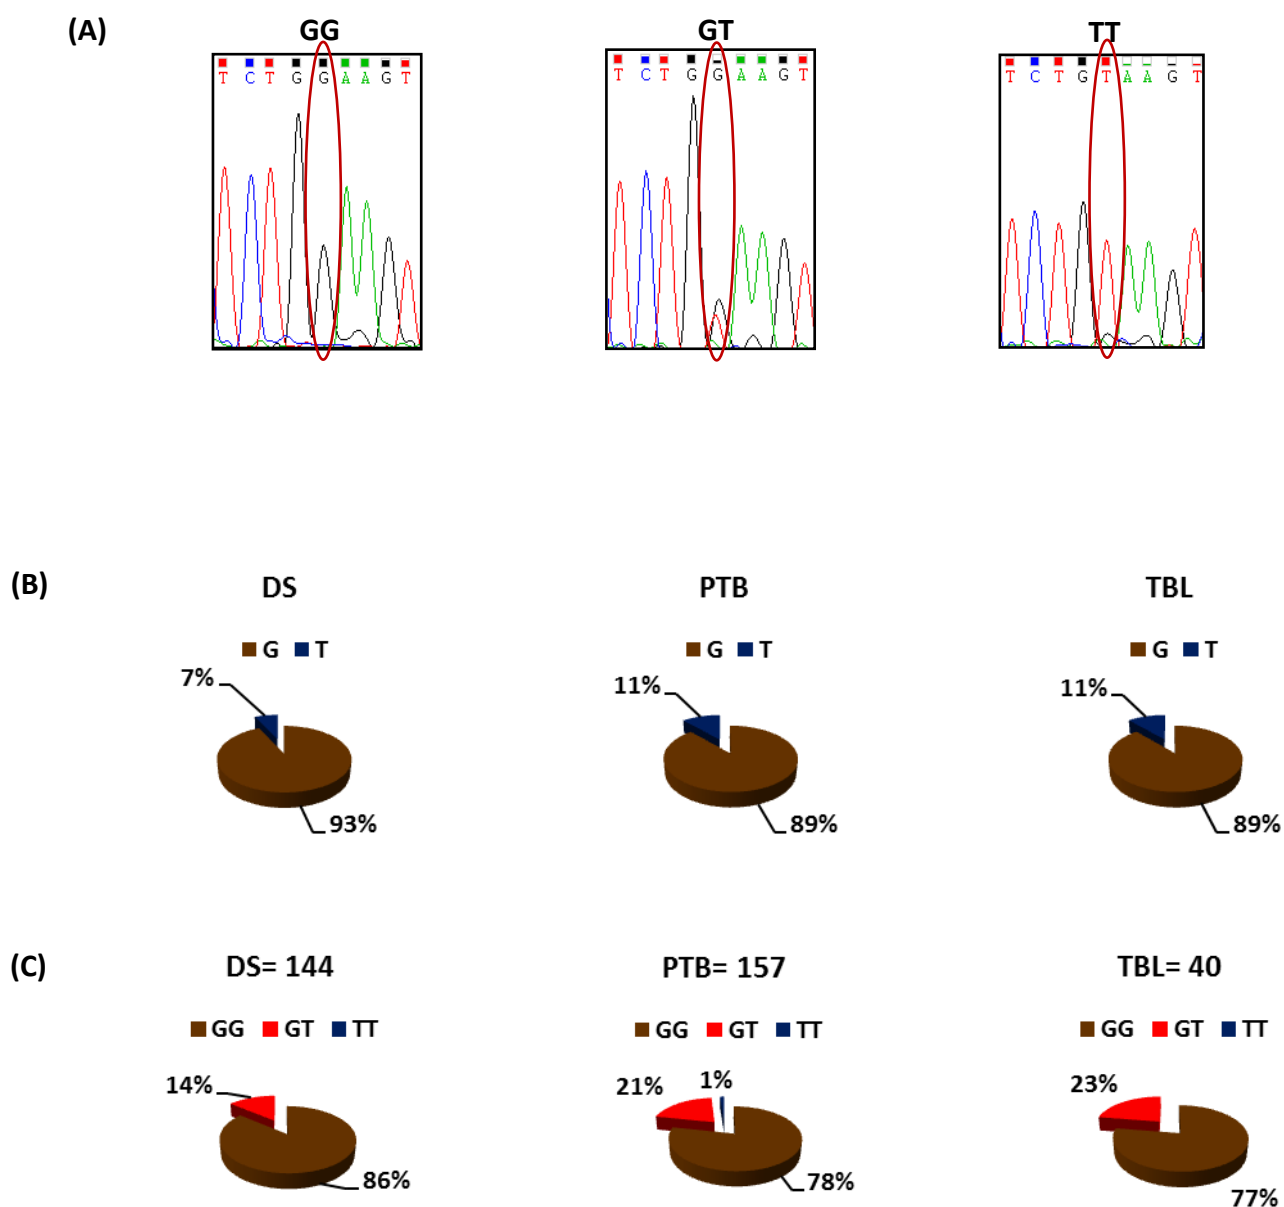 (A)
GG
GT
TT
T C T G G A A G T
T C T G G A A G T
T C T G T A A G T
(B)
DS
PTB
TBL
G T
G T
G T
7%
11%
11%
93%
89%
89%
(C)
DS= 144
PTB= 157
TBL= 40
GG GT TT
GG GT TT
GG GT TT
14%
21%
1%
23%
86%
78%
77%